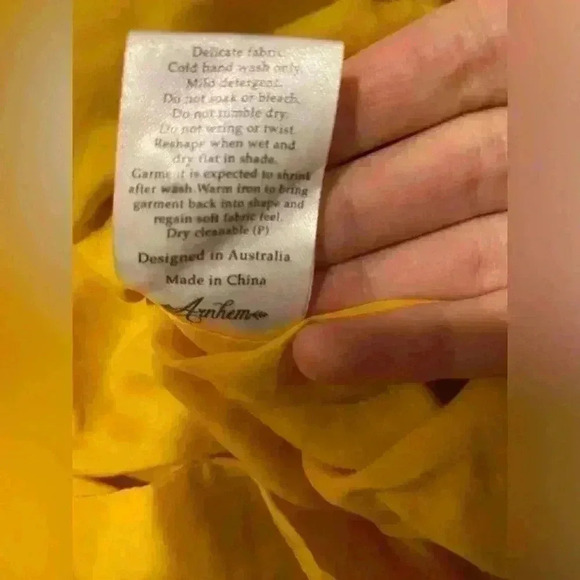 Delicate fabric.
Cold hand wash only.
Mild detergent.
Do not soak or bleach.
Do not tumble dry.
Do not wring or twist.
Reshape when wet and
dry flat in shade.
Garment is expected to shrink
after wash. Warm iron to bring
garment back into shape and
regain soft fabric feel.
Dry cleanable (P)
Designed in Australia
Made in China
Arnhem